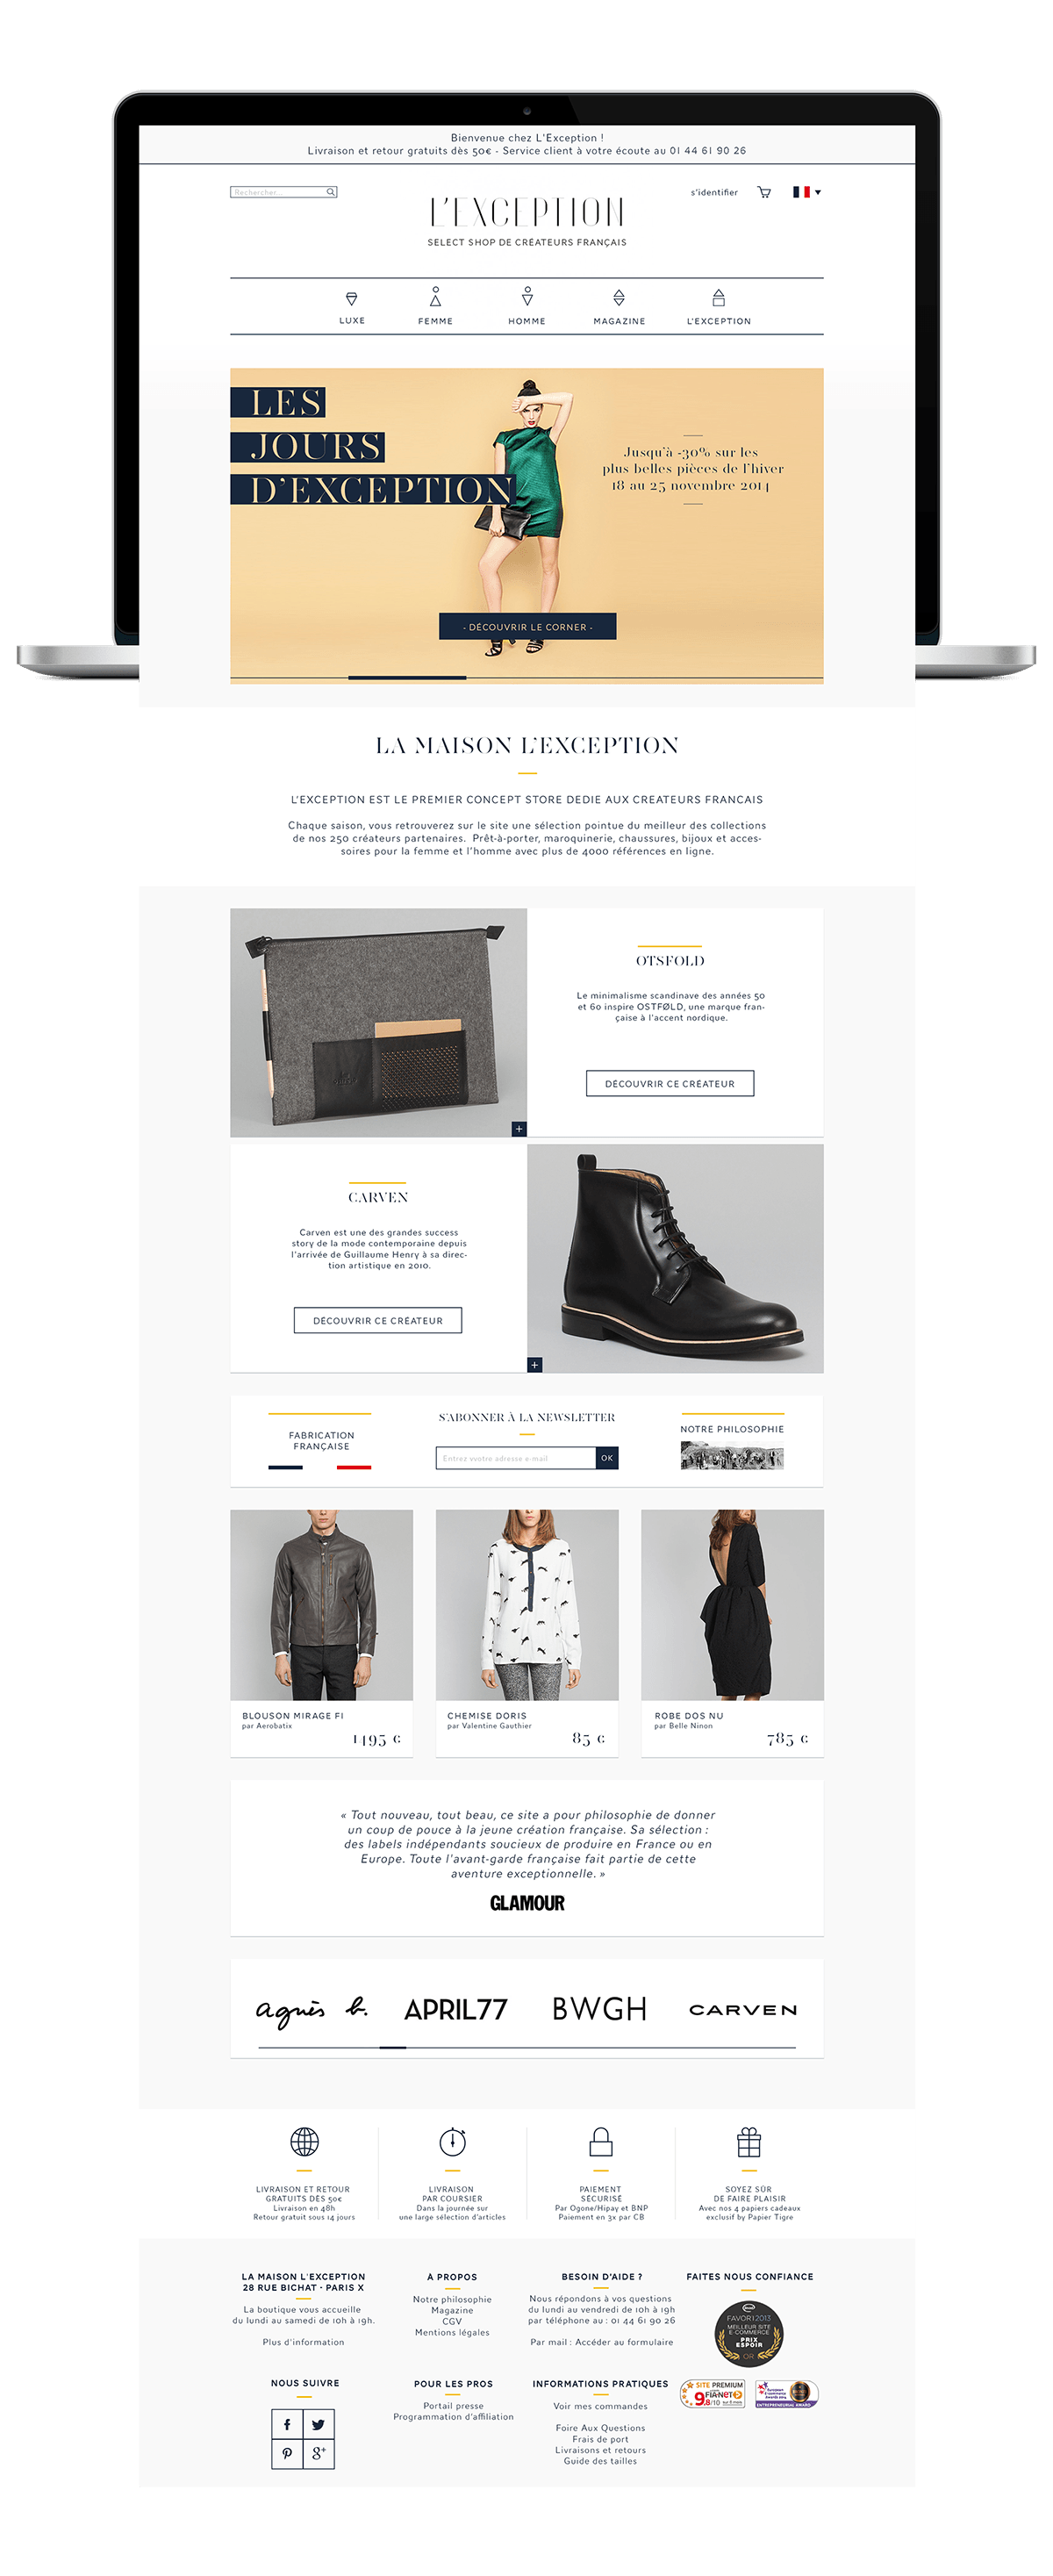 Bienvenue chez L'Exception !
Livraison et retour gratuits dès 50€ - Service client à votre écoute au 01 44 61 90 26
Rechercher...
s'identifier
L'EXCEPTION
SELECT SHOP DE CRÉATEURS FRANÇAIS
LUXE
FEMME
HOMME
MAGAZINE
L'EXCEPTION
LES
JOURS
D'EXCEPTION
Jusqu'à -30% sur les
plus belles pièces de l'hiver
18 au 25 novembre 2014
- DÉCOUVRIR LE CORNER -
LA MAISON L'EXCEPTION
L'EXCEPTION EST LE PREMIER CONCEPT STORE DEDIE AUX CREATEURS FRANCAIS
Chaque saison, vous retrouverez sur le site une sélection pointue du meilleur des collections
de nos 250 créateurs partenaires. Prêt-à-porter, maroquinerie, chaussures, bijoux et acces-
soires pour la femme et l'homme avec plus de 4000 références en ligne.
OTSFOLD
Le minimalisme scandinave des années 50
et 60 inspire OSTFØLD, une marque fran-
çaise à l'accent nordique.
DÉCOUVRIR CE CRÉATEUR
+
CARVEN
Carven est une des grandes success
story de la mode contemporaine depuis
l'arrivée de Guillaume Henry à sa direc-
tion artistique en 2010.
DÉCOUVRIR CE CRÉATEUR
+
FABRICATION
FRANÇAISE
S'ABONNER À LA NEWSLETTER
Entrez vvotre adresse e-mail
OK
NOTRE PHILOSOPHIE
BLOUSON MIRAGE FI
par Aerobatix
1495 €
CHEMISE DORIS
par Valentine Gauthier
85 €
ROBE DOS NU
par Belle Ninon
785 €
« Tout nouveau, tout beau, ce site a pour philosophie de donner
un coup de pouce à la jeune création française. Sa sélection :
des labels indépendants soucieux de produire en France ou en
Europe. Toute l'avant-garde française fait partie de cette
aventure exceptionnelle. »
GLAMOUR
agnès b.
APRIL77
BWGH
CARVEN
LIVRAISON ET RETOUR
GRATUITS DÈS 50€
Livraison en 48h
Retour gratuit sous 14 jours
LIVRAISON
PAR COURSIER
Dans la journée sur
une large sélection d'articles
PAIEMENT
SÉCURISÉ
Par Ogone/Hipay et BNP
Paiement en 3x par CB
SOYEZ SÛR
DE FAIRE PLAISIR
Avec nos 4 papiers cadeaux
exclusif by Papier Tigre
LA MAISON L'EXCEPTION
28 RUE BICHAT - PARIS X
La boutique vous accueille
du lundi au samedi de 10h à 19h.
Plus d'information
A PROPOS
Notre philosophie
Magazine
CGV
Mentions légales
BESOIN D'AIDE ?
Nous répondons à vos questions
du lundi au vendredi de 10h à 19h
par téléphone au : 01 44 61 90 26
Par mail : Accéder au formulaire
FAITES NOUS CONFIANCE
FAVOR'I 2013
MEILLEUR SITE
E-COMMERCE
PRIX
ESPOIR
OR
NOUS SUIVRE
f
g+
POUR LES PROS
Portail presse
Programmation d'affiliation
INFORMATIONS PRATIQUES
Voir mes commandes
Foire Aux Questions
Frais de port
Livraisons et retours
Guide des tailles
SITE PREMIUM
FIANET
9.8/10